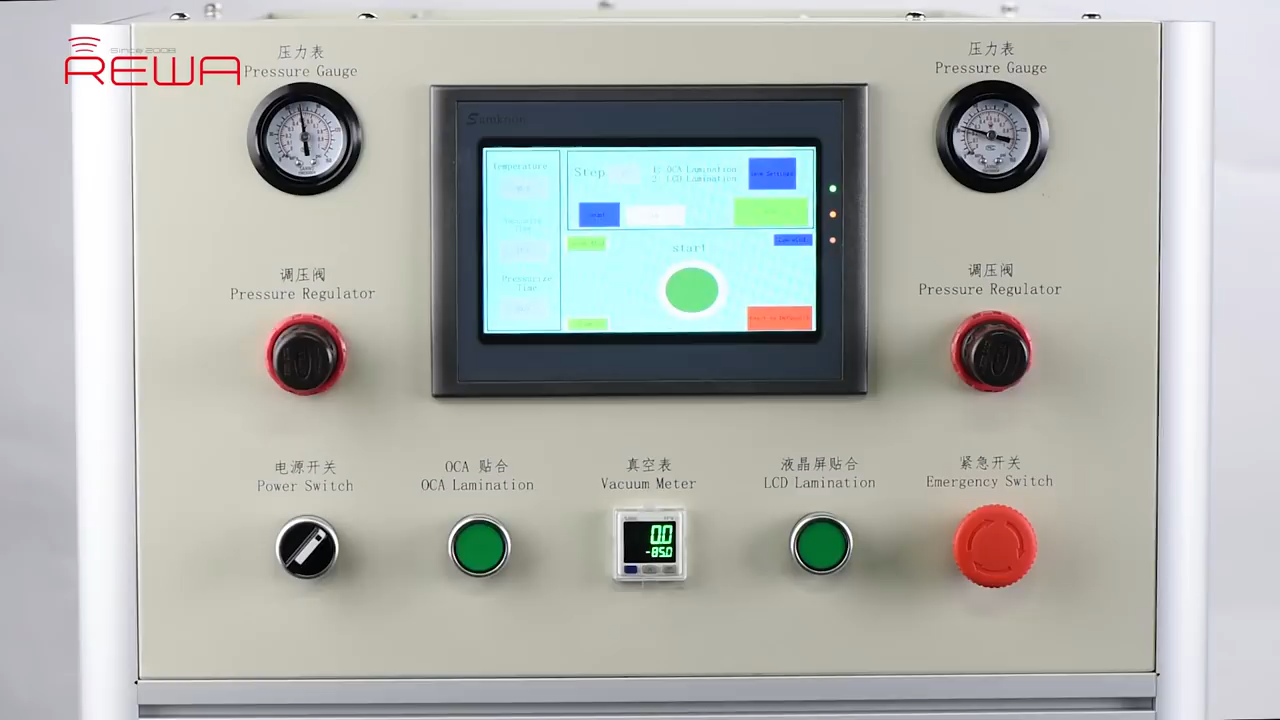 Since 2008
REWA
压力表
Pressure Gauge
压力表
Pressure Gauge
Samkoon
Temperature
Step
1: OCA Lamination
2: LCD Lamination
start
Pressurize
Time
调压阀
Pressure Regulator
调压阀
Pressure Regulator
电源开关
Power Switch
OCA 贴合
OCA Lamination
真空表
Vacuum Meter
液晶屏贴合
LCD Lamination
紧急开关
Emergency Switch
0.0
-85.0